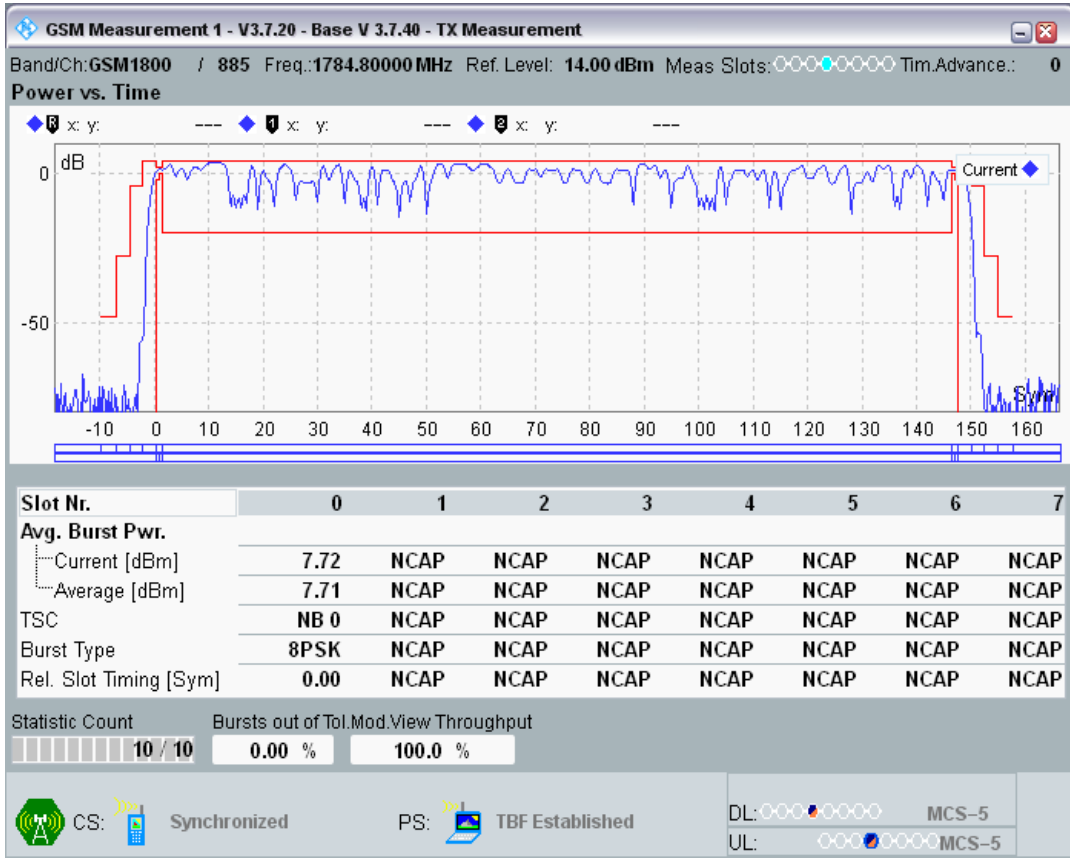 GSM Measurement 1 - V3.7.20 - Base V 3.7.40 - TX Measurement
Band/Ch:GSM1800 / 885 Freq.:1784.80000 MHz Ref. Level: 14.00 dBm Meas Slots: Tim.Advance.: 0
Power vs. Time
R x: y: --- 1 x: y: --- 2 x: y: ---
dB
Current
0
-50
Sym
-10 0 10 20 30 40 50 60 70 80 90 100 110 120 130 140 150 160
Slot Nr. 0 1 2 3 4 5 6 7
Avg. Burst Pwr.
Current [dBm] 7.72 NCAP NCAP NCAP NCAP NCAP NCAP NCAP
Average [dBm] 7.71 NCAP NCAP NCAP NCAP NCAP NCAP NCAP
TSC NB 0 NCAP NCAP NCAP NCAP NCAP NCAP NCAP
Burst Type 8PSK NCAP NCAP NCAP NCAP NCAP NCAP NCAP
Rel. Slot Timing [Sym] 0.00 NCAP NCAP NCAP NCAP NCAP NCAP NCAP
Statistic Count Bursts out of Tol.Mod.View Throughput
10 / 10 0.00 % 100.0 %
CS: Synchronized PS: TBF Established
DL: MCS-5
UL: MCS-5